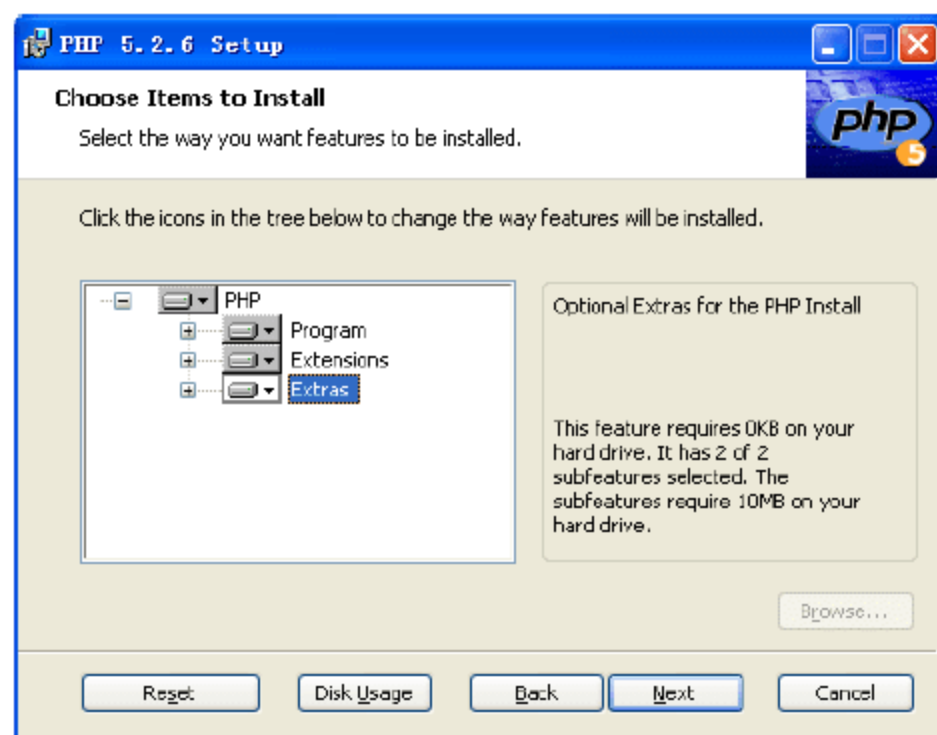 PHP 5.2.6 Setup
Choose Items to Install
Select the way you want features to be installed.
php
5
Click the icons in the tree below to change the way features will be installed.
PHP
Program
Extensions
Extras
Optional Extras for the PHP Install
This feature requires 0KB on your
hard drive. It has 2 of 2
subfeatures selected. The
subfeatures require 10MB on your
hard drive.
Browse...
Reset
Disk Usage
Back
Next
Cancel